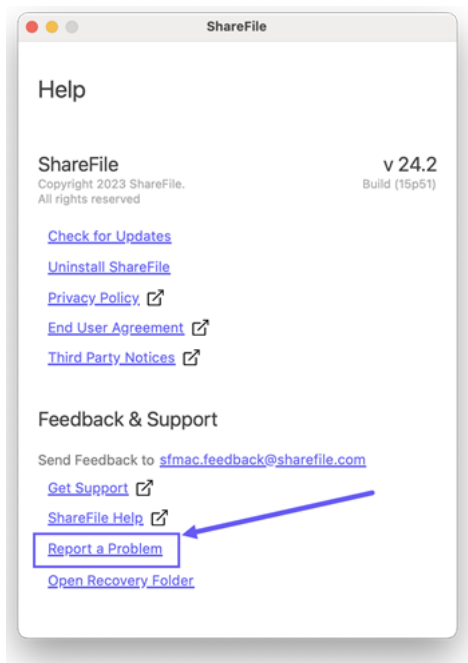 ShareFile
Help
ShareFile
v 24.2
Copyright 2023 ShareFile.
Build (15p51)
All rights reserved
Check for Updates
Uninstall ShareFile
Privacy Policy
End User Agreement
Third Party Notices
Feedback & Support
Send Feedback to sfmac.feedback@sharefile.com
Get Support
ShareFile Help
Report a Problem
Open Recovery Folder